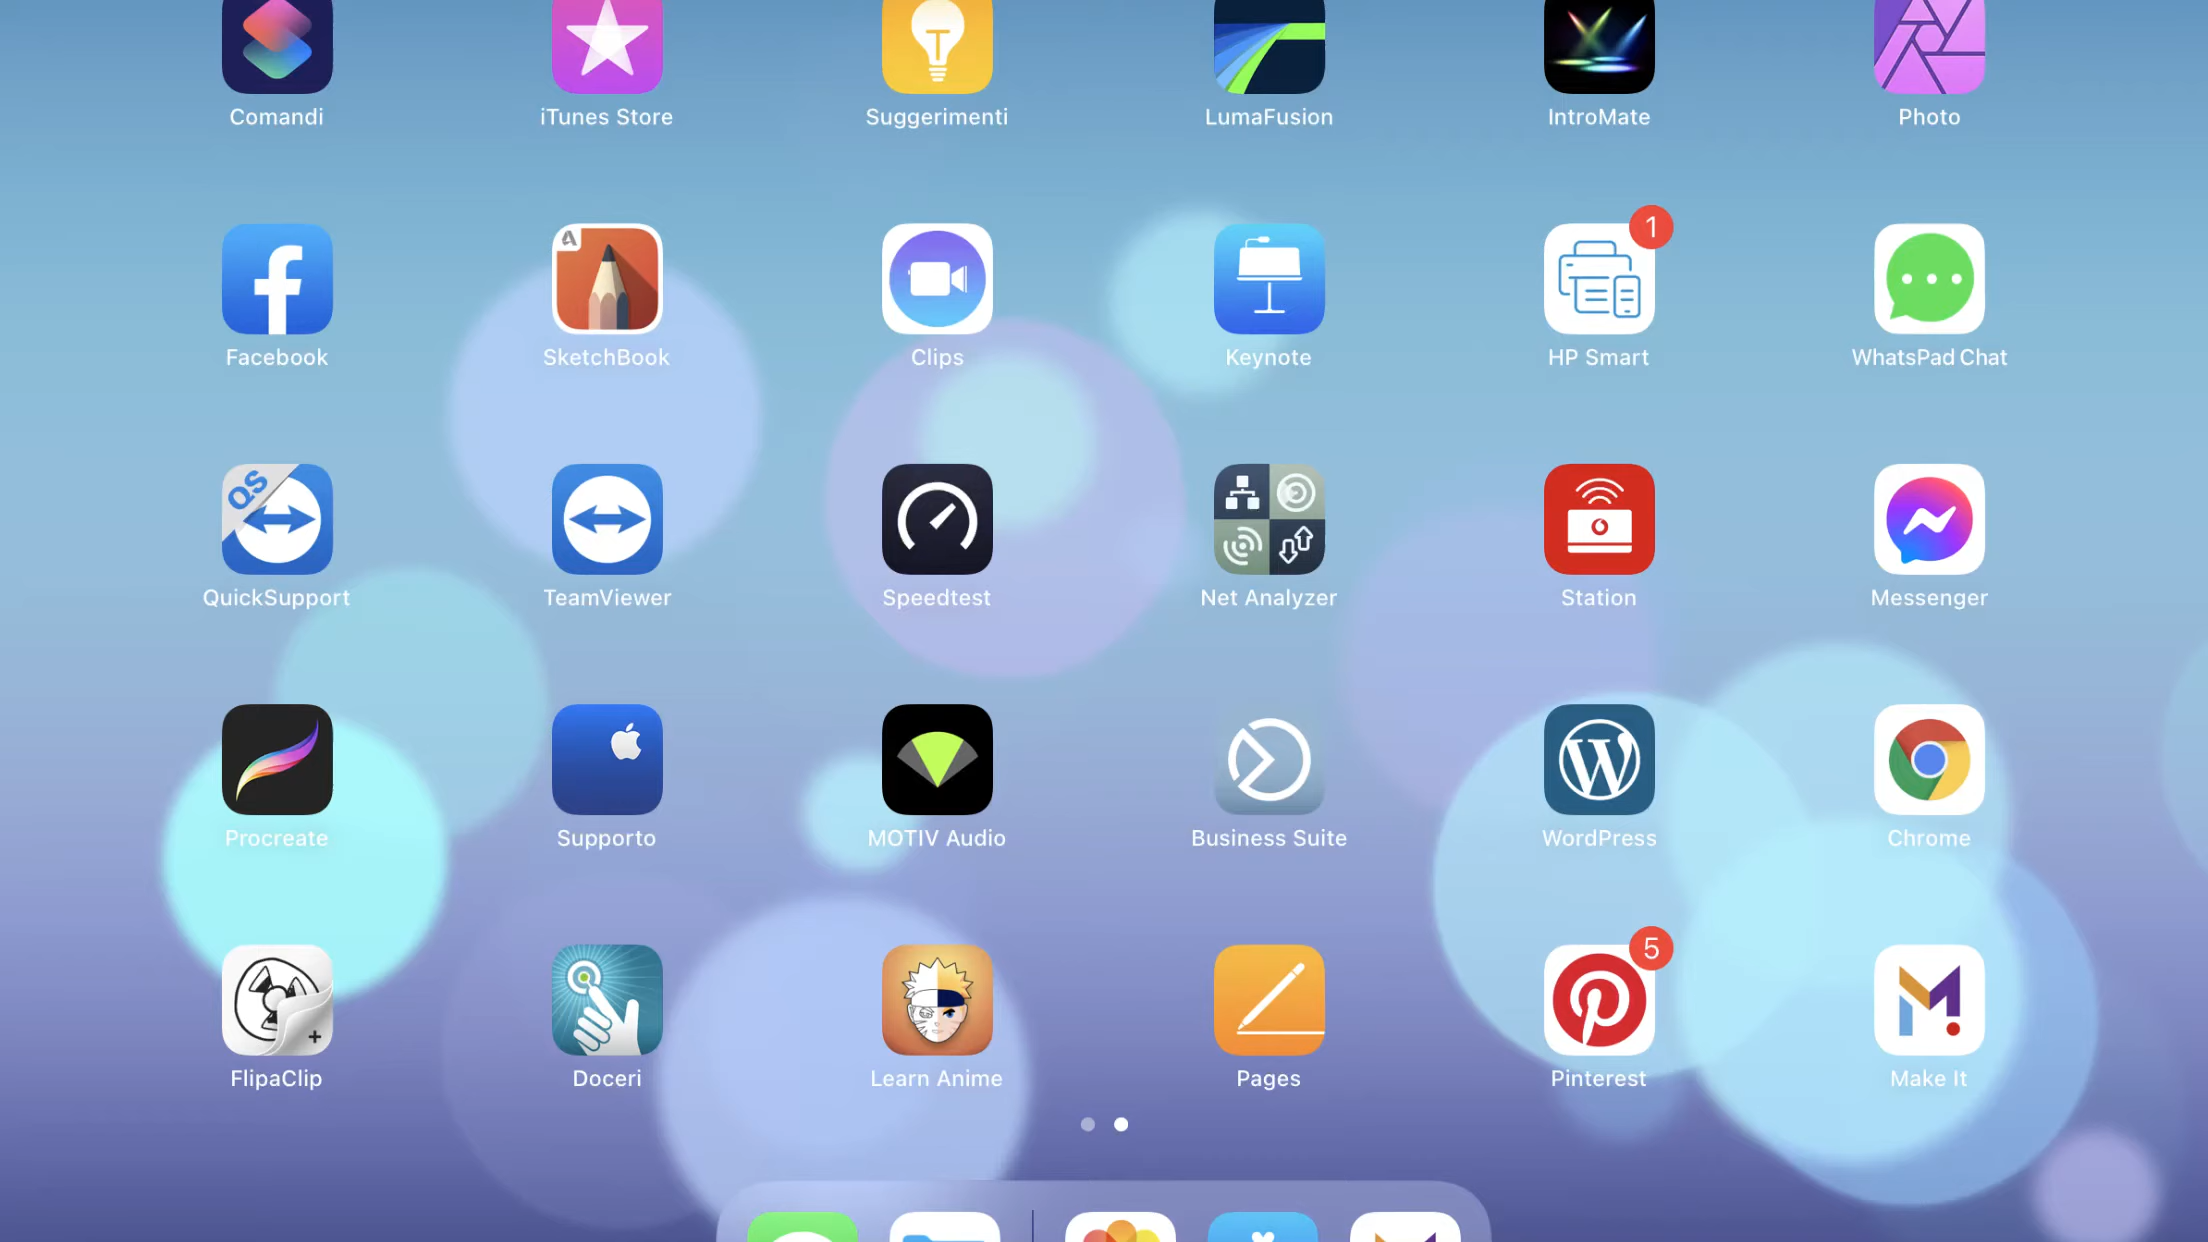 Comandi
iTunes Store
Suggerimenti
LumaFusion
IntroMate
Photo
1
Facebook
SketchBook
Clips
Keynote
HP Smart
WhatsPad Chat
QS
QuickSupport
TeamViewer
Speedtest
Net Analyzer
Station
Messenger
Procreate
Supporto
MOTIV Audio
Business Suite
WordPress
Chrome
5
FlipaClip
Doceri
Learn Anime
Pages
Pinterest
Make It